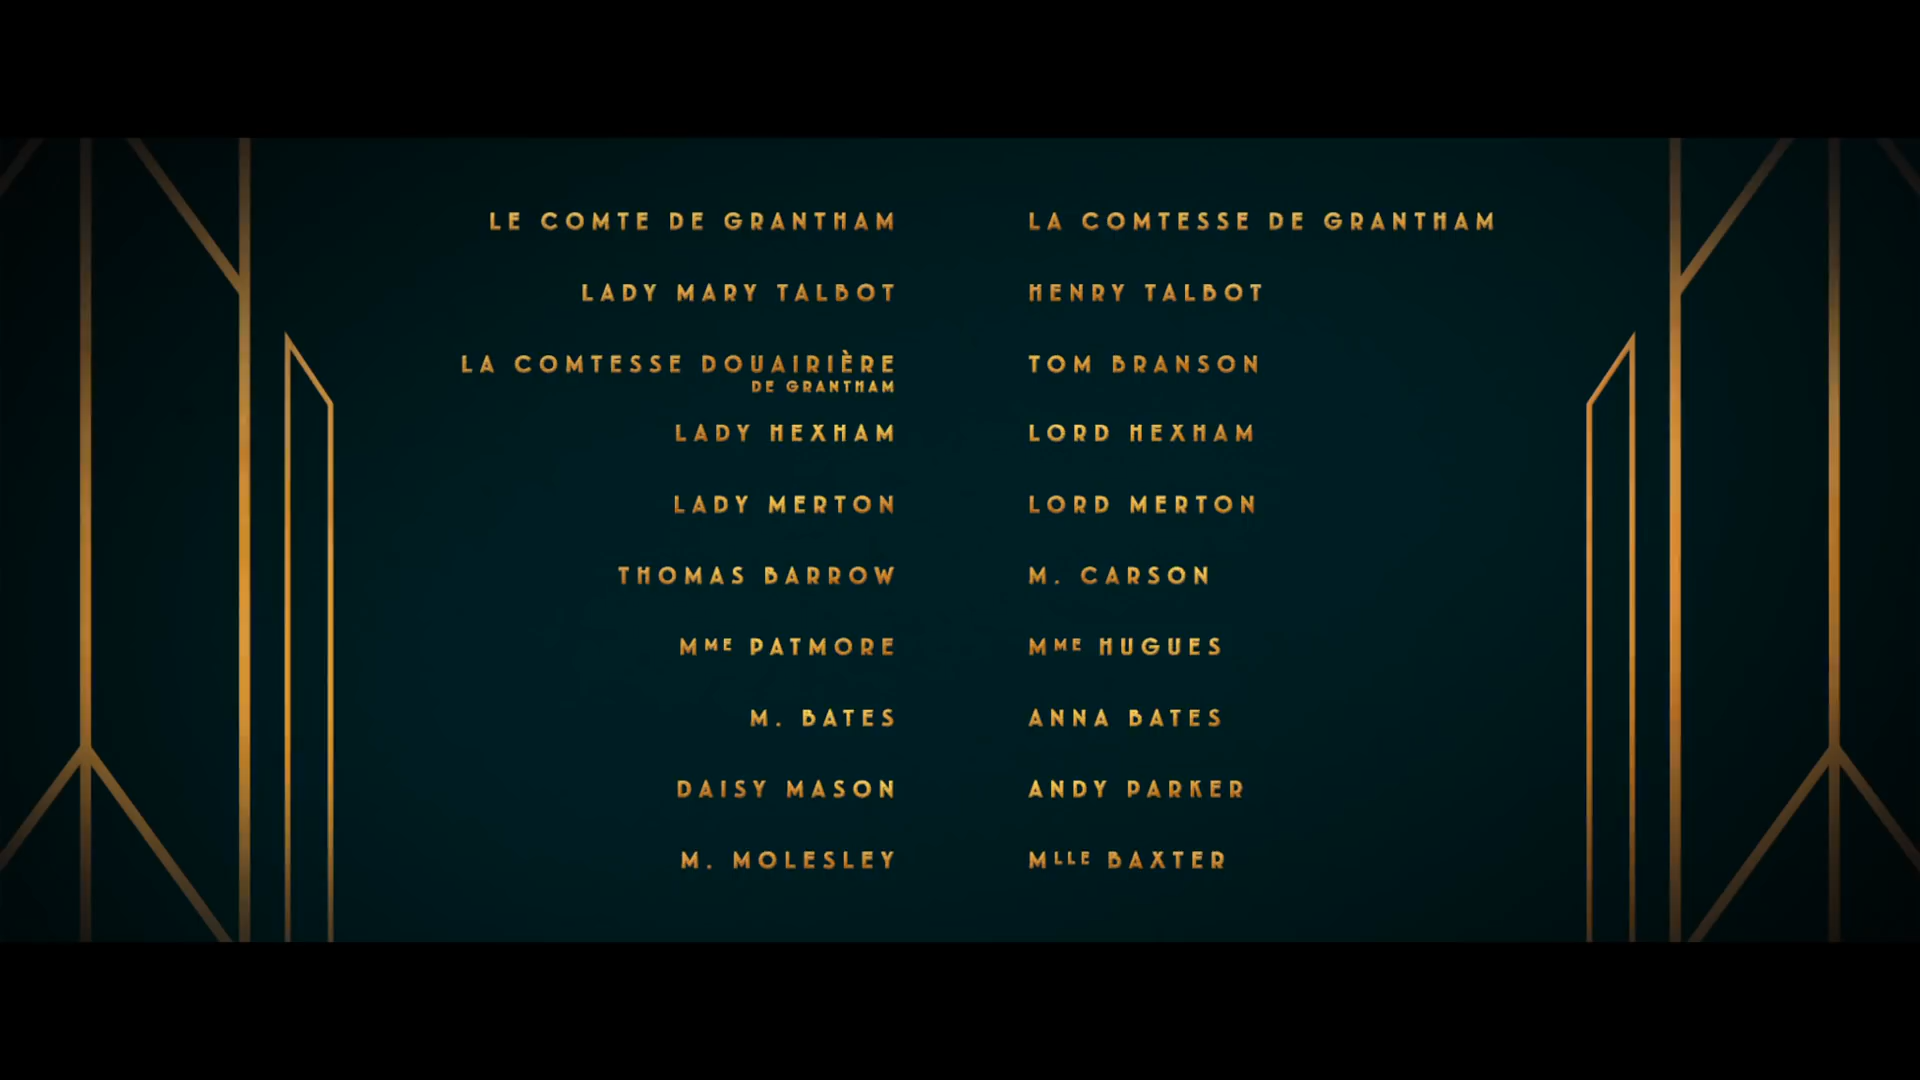 LE COMTE DE GRANTHAM
LA COMTESSE DE GRANTHAM
LADY MARY TALBOT
HENRY TALBOT
LA COMTESSE DOUAIRIÈRE
DE GRANTHAM
TOM BRANSON
LADY HEXHAM
LORD HEXHAM
LADY MERTON
LORD MERTON
THOMAS BARROW
M. CARSON
MME PATMORE
MME HUGUES
M. BATES
ANNA BATES
DAISY MASON
ANDY PARKER
M. MOLESLEY
MLLE BAXTER